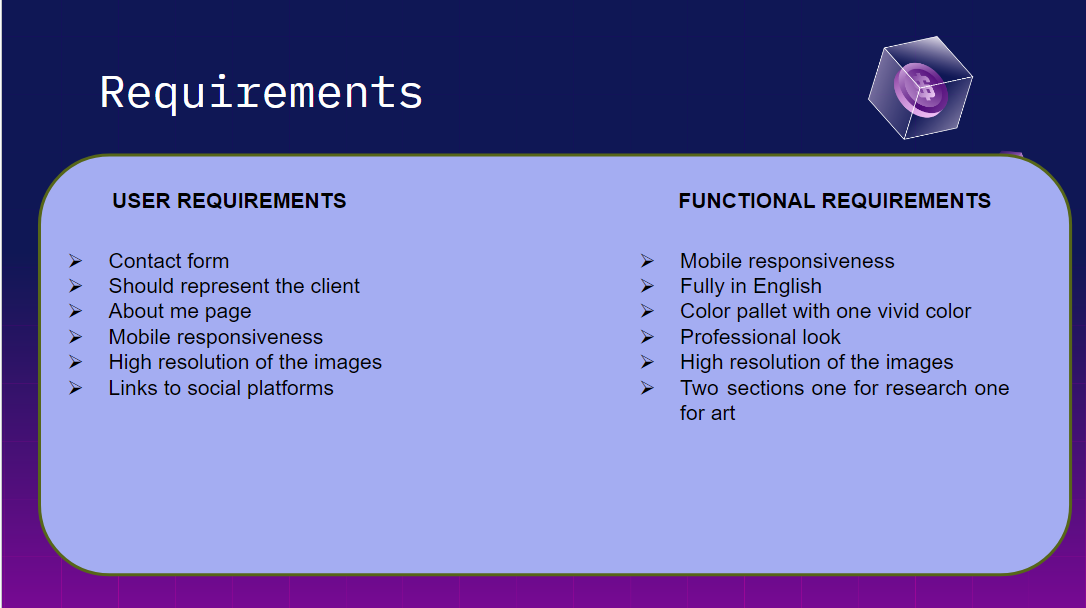 Requirements
USER REQUIREMENTS
Contact form
Should represent the client
About me page
Mobile responsiveness
High resolution of the images
Links to social platforms
FUNCTIONAL REQUIREMENTS
Mobile responsiveness
Fully in English
Color pallet with one vivid color
Professional look
High resolution of the images
Two sections one for research one
for art